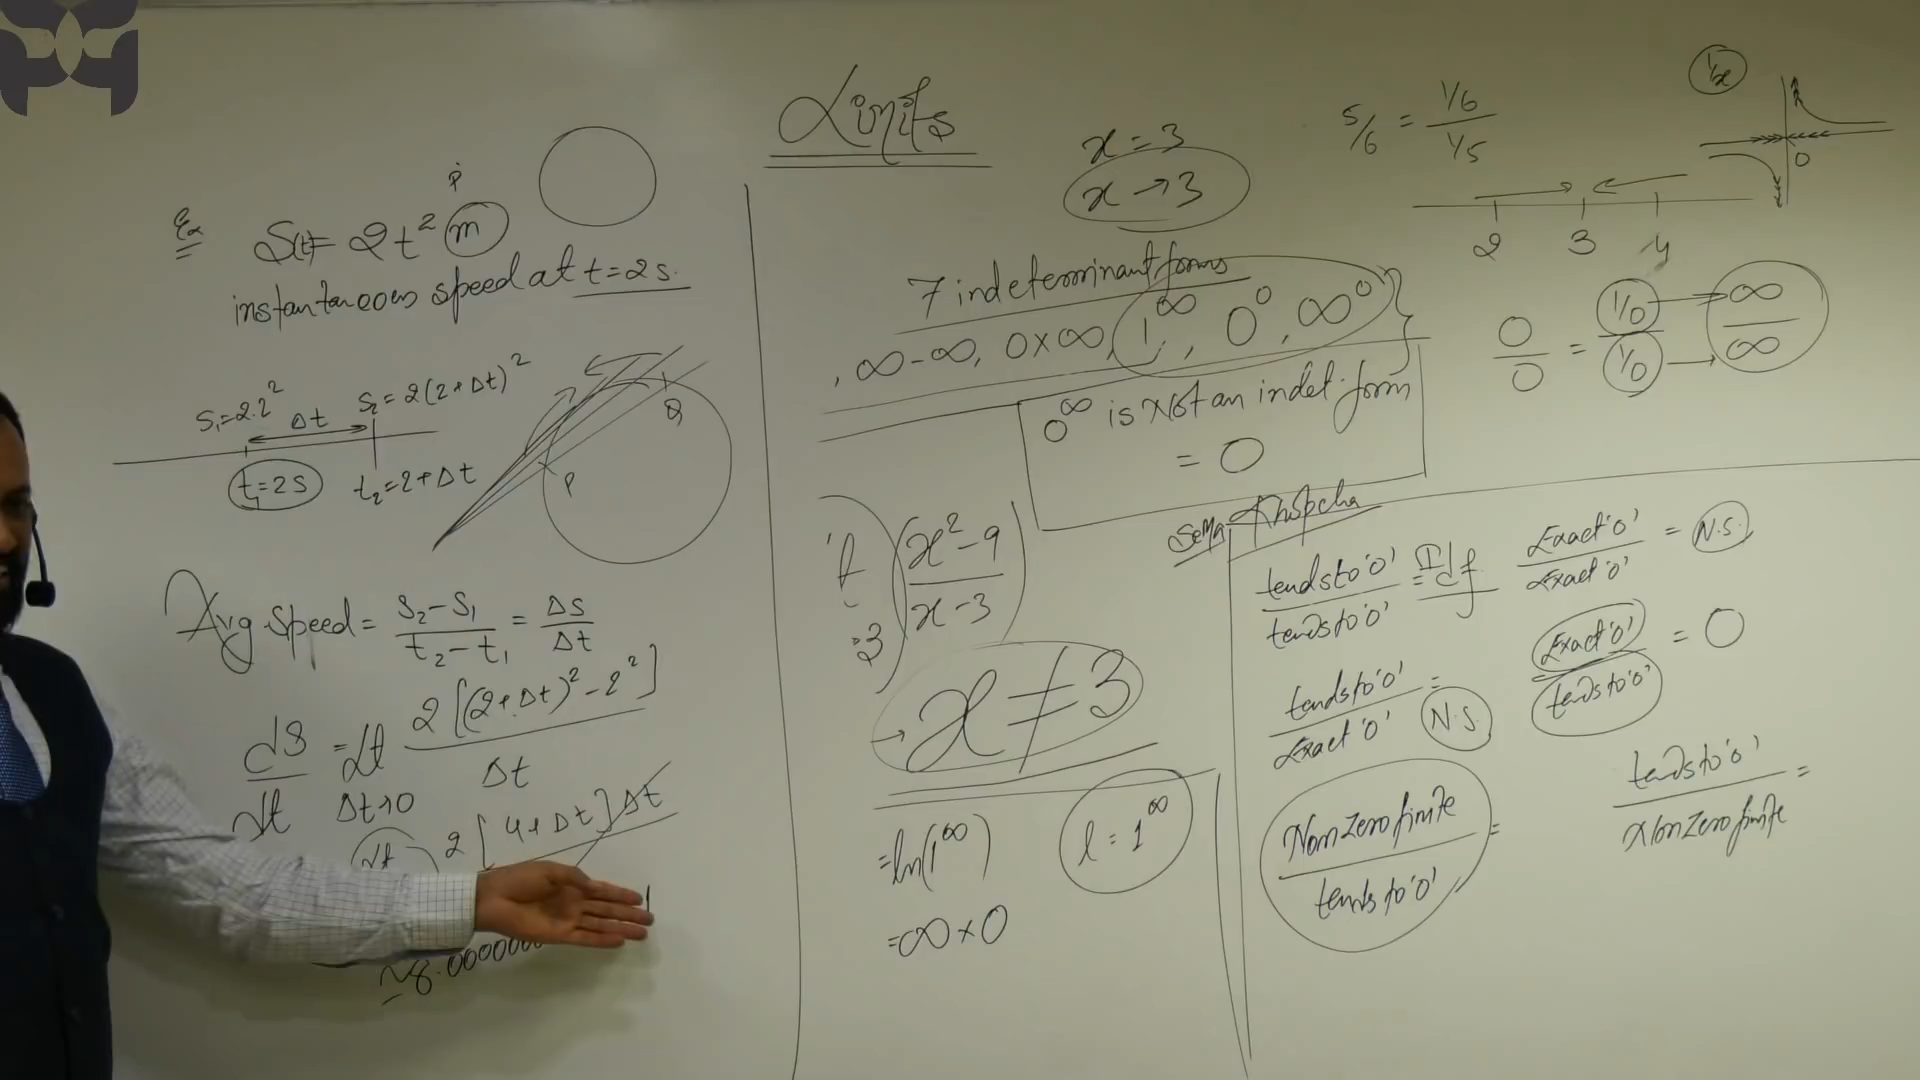 Limits
Ex
S(t) = 2t² m
instantaneous speed at t = 2s.
S₁ = 2·2²
Δt
S₂ = 2(2+Δt)²
t₁ = 2s
t₂ = 2+Δt
P
Q
Avg Speed = S₂ - S₁ / t₂ - t₁ = ΔS / Δt
dS / dt = lt Δt→0 2[(2+Δt)² - 2²] / Δt
lt 2[4+Δt]Δt
≃ 8.0000000
x = 3
x → 3
7 indeterminant forms
, ∞-∞, 0×∞, 1^∞, 0⁰, ∞⁰
0^∞ is Not an indet. form
= 0
(x² - 9 / x - 3)
→ x ≠ 3
= ln(1^∞)
= ∞ × 0
l = 1^∞
5/6 = 1/6 / 1/5
1/x
0
2 3 4
0/0 = 1/0 / 1/0 → ∞/∞
Khopcha
tends to '0' / tends to '0' = Idf
Exact '0' / Exact '0' = N.S.
tends to '0' / Exact '0' = N.S.
Exact '0' / tends to '0' = 0
Non zero finite / tends to '0' =
tends to '0' / Non zero finite =